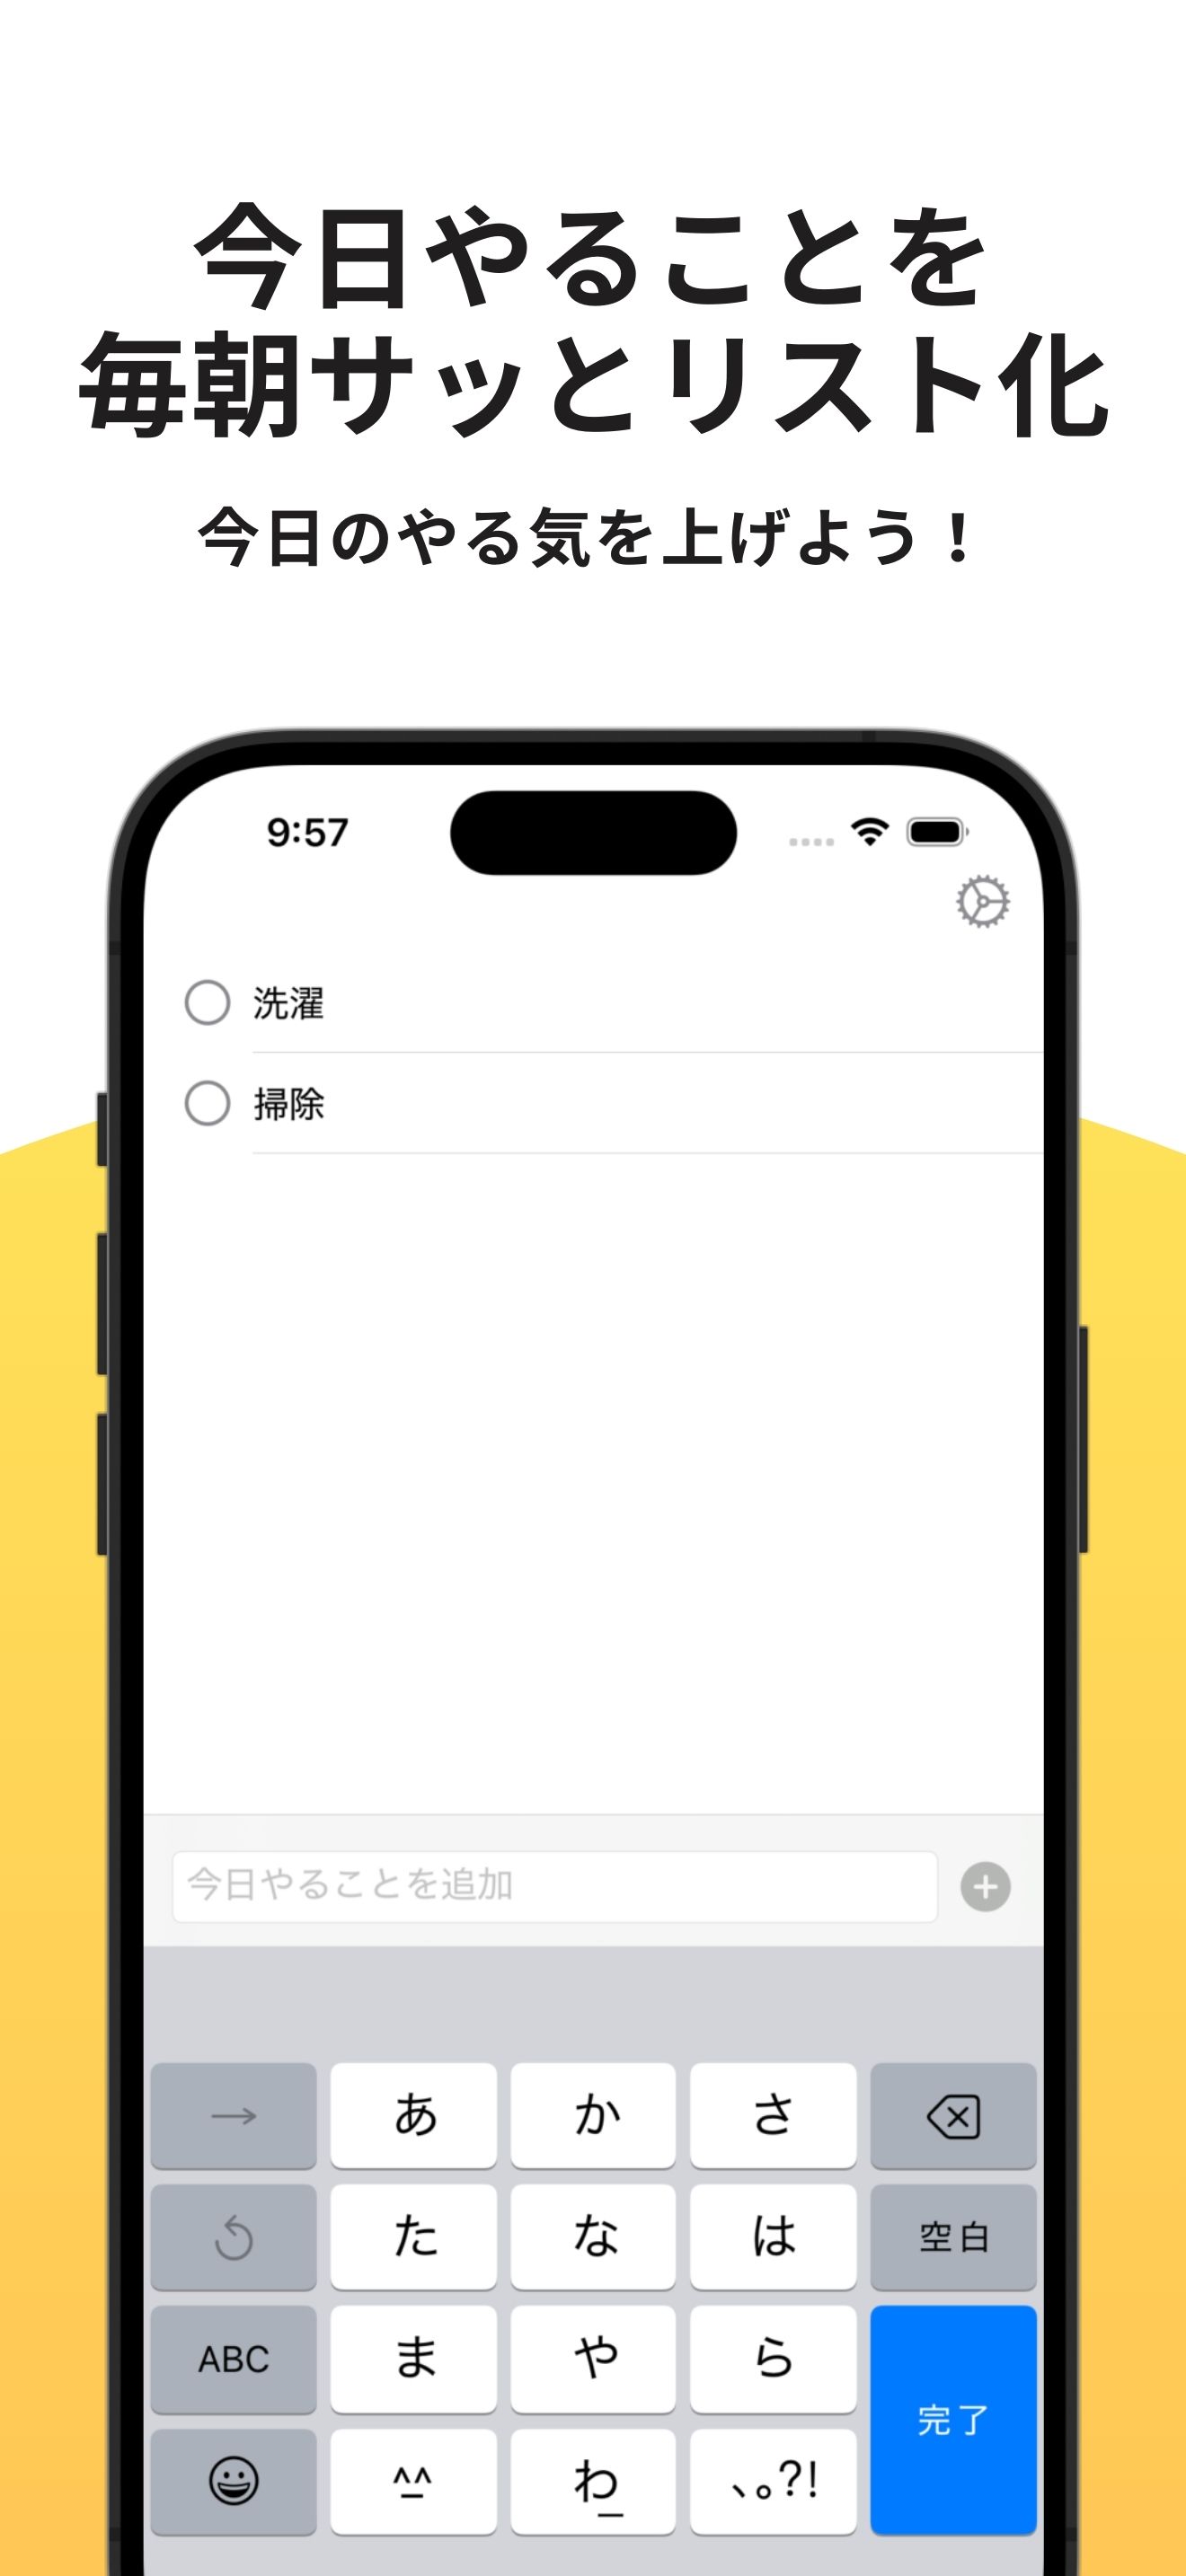 今日やることを
毎朝サッとリスト化
今日のやる気を上げよう！
9:57
洗濯
掃除
今日やることを追加
→ あ か さ
た な は 空白
ABC ま や ら
完了
^^ わ 、。?!